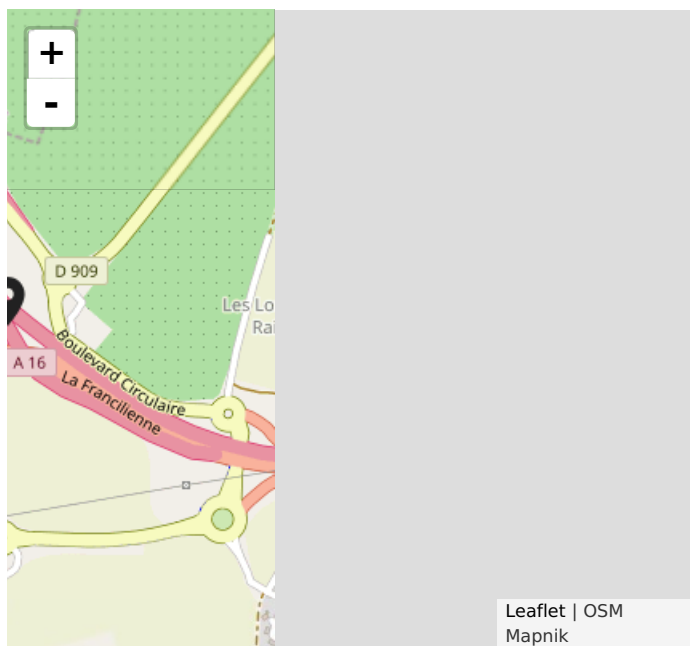 +
-
D 909
Les Lo
Rai
Boulevard Circulaire
A 16
La Francilienne
Leaflet | OSM
Mapnik